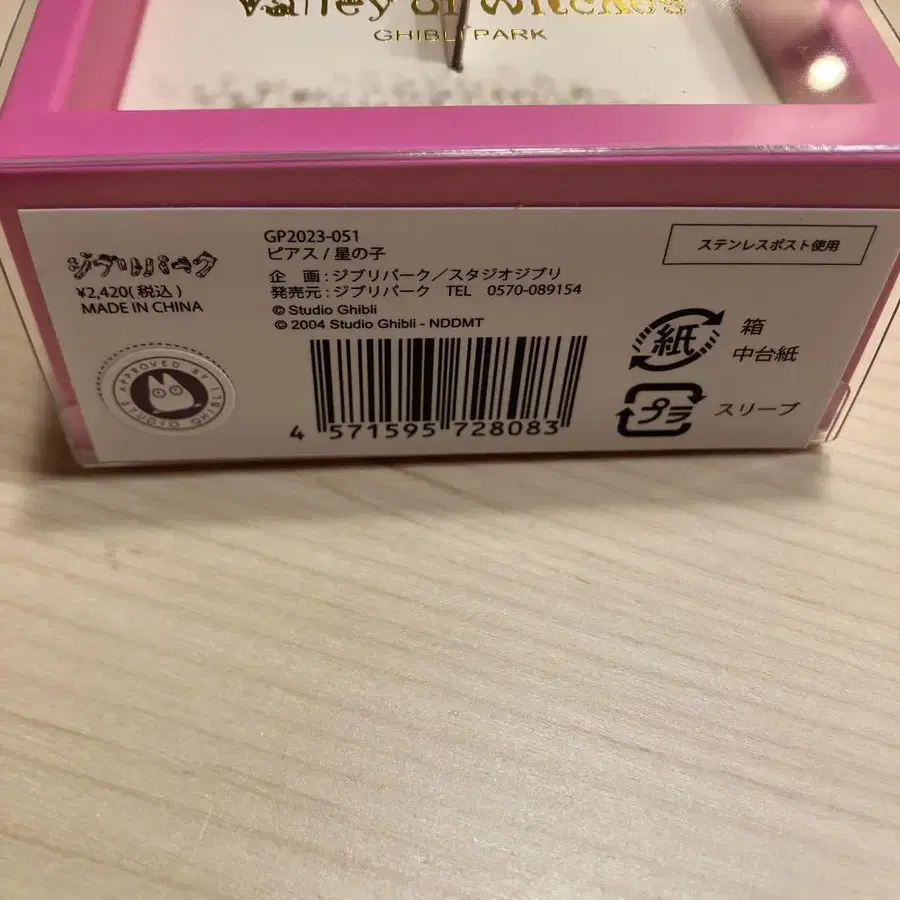 Valley of Witches
GHIBLI PARK
ジブリパーク
¥2,420(税込)
MADE IN CHINA
APPROVED BY STUDIO GHIBLI
GP2023-051
ピアス / 星の子
企　画 : ジブリパーク／スタジオジブリ
発売元 : ジブリパーク　TEL　0570-089154
© Studio Ghibli
© 2004 Studio Ghibli - NDDMT
4 571595 728083
ステンレスポスト使用
紙 箱
中台紙
プラ スリーブ